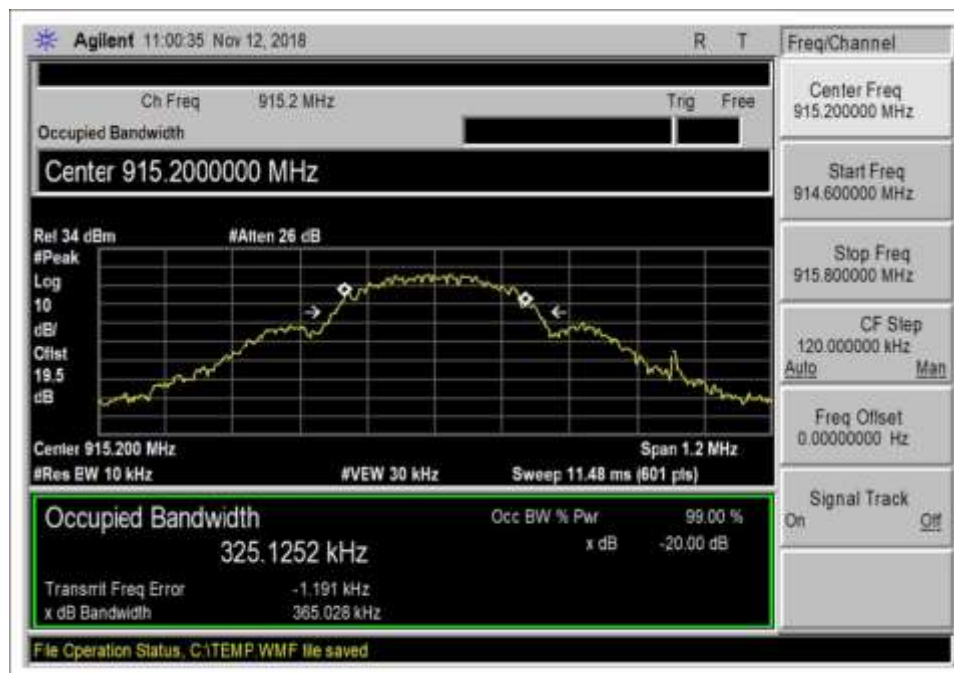 Agilent 11:00:35 Nov 12, 2018 R T
Freq/Channel
Ch Freq 915.2 MHz Trig Free
Occupied Bandwidth
Center 915.2000000 MHz
Ref 34 dBm #Atten 26 dB
#Peak
Log
10
dB/
Offst
19.5
dB
Center 915.200 MHz Span 1.2 MHz
#Res BW 10 kHz #VBW 30 kHz Sweep 11.48 ms (601 pts)
Occupied Bandwidth Occ BW % Pwr 99.00 %
325.1252 kHz x dB -20.00 dB
Transmit Freq Error -1.191 kHz
x dB Bandwidth 365.028 kHz
File Operation Status, C:\TEMP.WMF file saved
Center Freq
915.200000 MHz
Start Freq
914.600000 MHz
Stop Freq
915.800000 MHz
CF Step
120.000000 kHz
Auto Man
Freq Offset
0.00000000 Hz
Signal Track
On Off